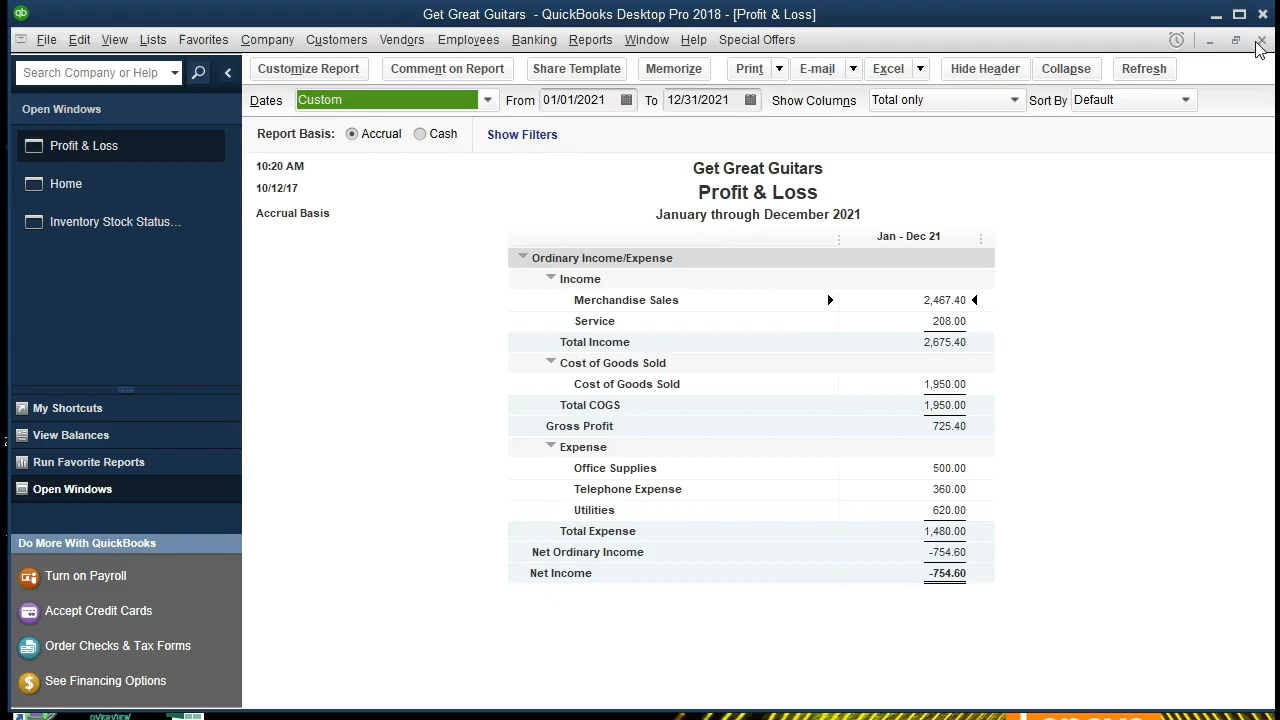 qb Get Great Guitars - QuickBooks Desktop Pro 2018 - [Profit & Loss]
File Edit View Lists Favorites Company Customers Vendors Employees Banking Reports Window Help Special Offers
Search Company or Help
Customize Report Comment on Report Share Template Memorize Print E-mail Excel Hide Header Collapse Refresh
Open Windows
Dates Custom From 01/01/2021 To 12/31/2021 Show Columns Total only Sort By Default
Report Basis: Accrual Cash Show Filters
Profit & Loss
Home
Inventory Stock Status...
10:20 AM
10/12/17
Accrual Basis
Get Great Guitars
Profit & Loss
January through December 2021
Jan - Dec 21
Ordinary Income/Expense
Income
Merchandise Sales 2,467.40
Service 208.00
Total Income 2,675.40
Cost of Goods Sold
Cost of Goods Sold 1,950.00
Total COGS 1,950.00
Gross Profit 725.40
Expense
Office Supplies 500.00
Telephone Expense 360.00
Utilities 620.00
Total Expense 1,480.00
Net Ordinary Income -754.60
Net Income -754.60
My Shortcuts
View Balances
Run Favorite Reports
Open Windows
Do More With QuickBooks
Turn on Payroll
Accept Credit Cards
Order Checks & Tax Forms
$ See Financing Options
OVERVIEW
Lenovo